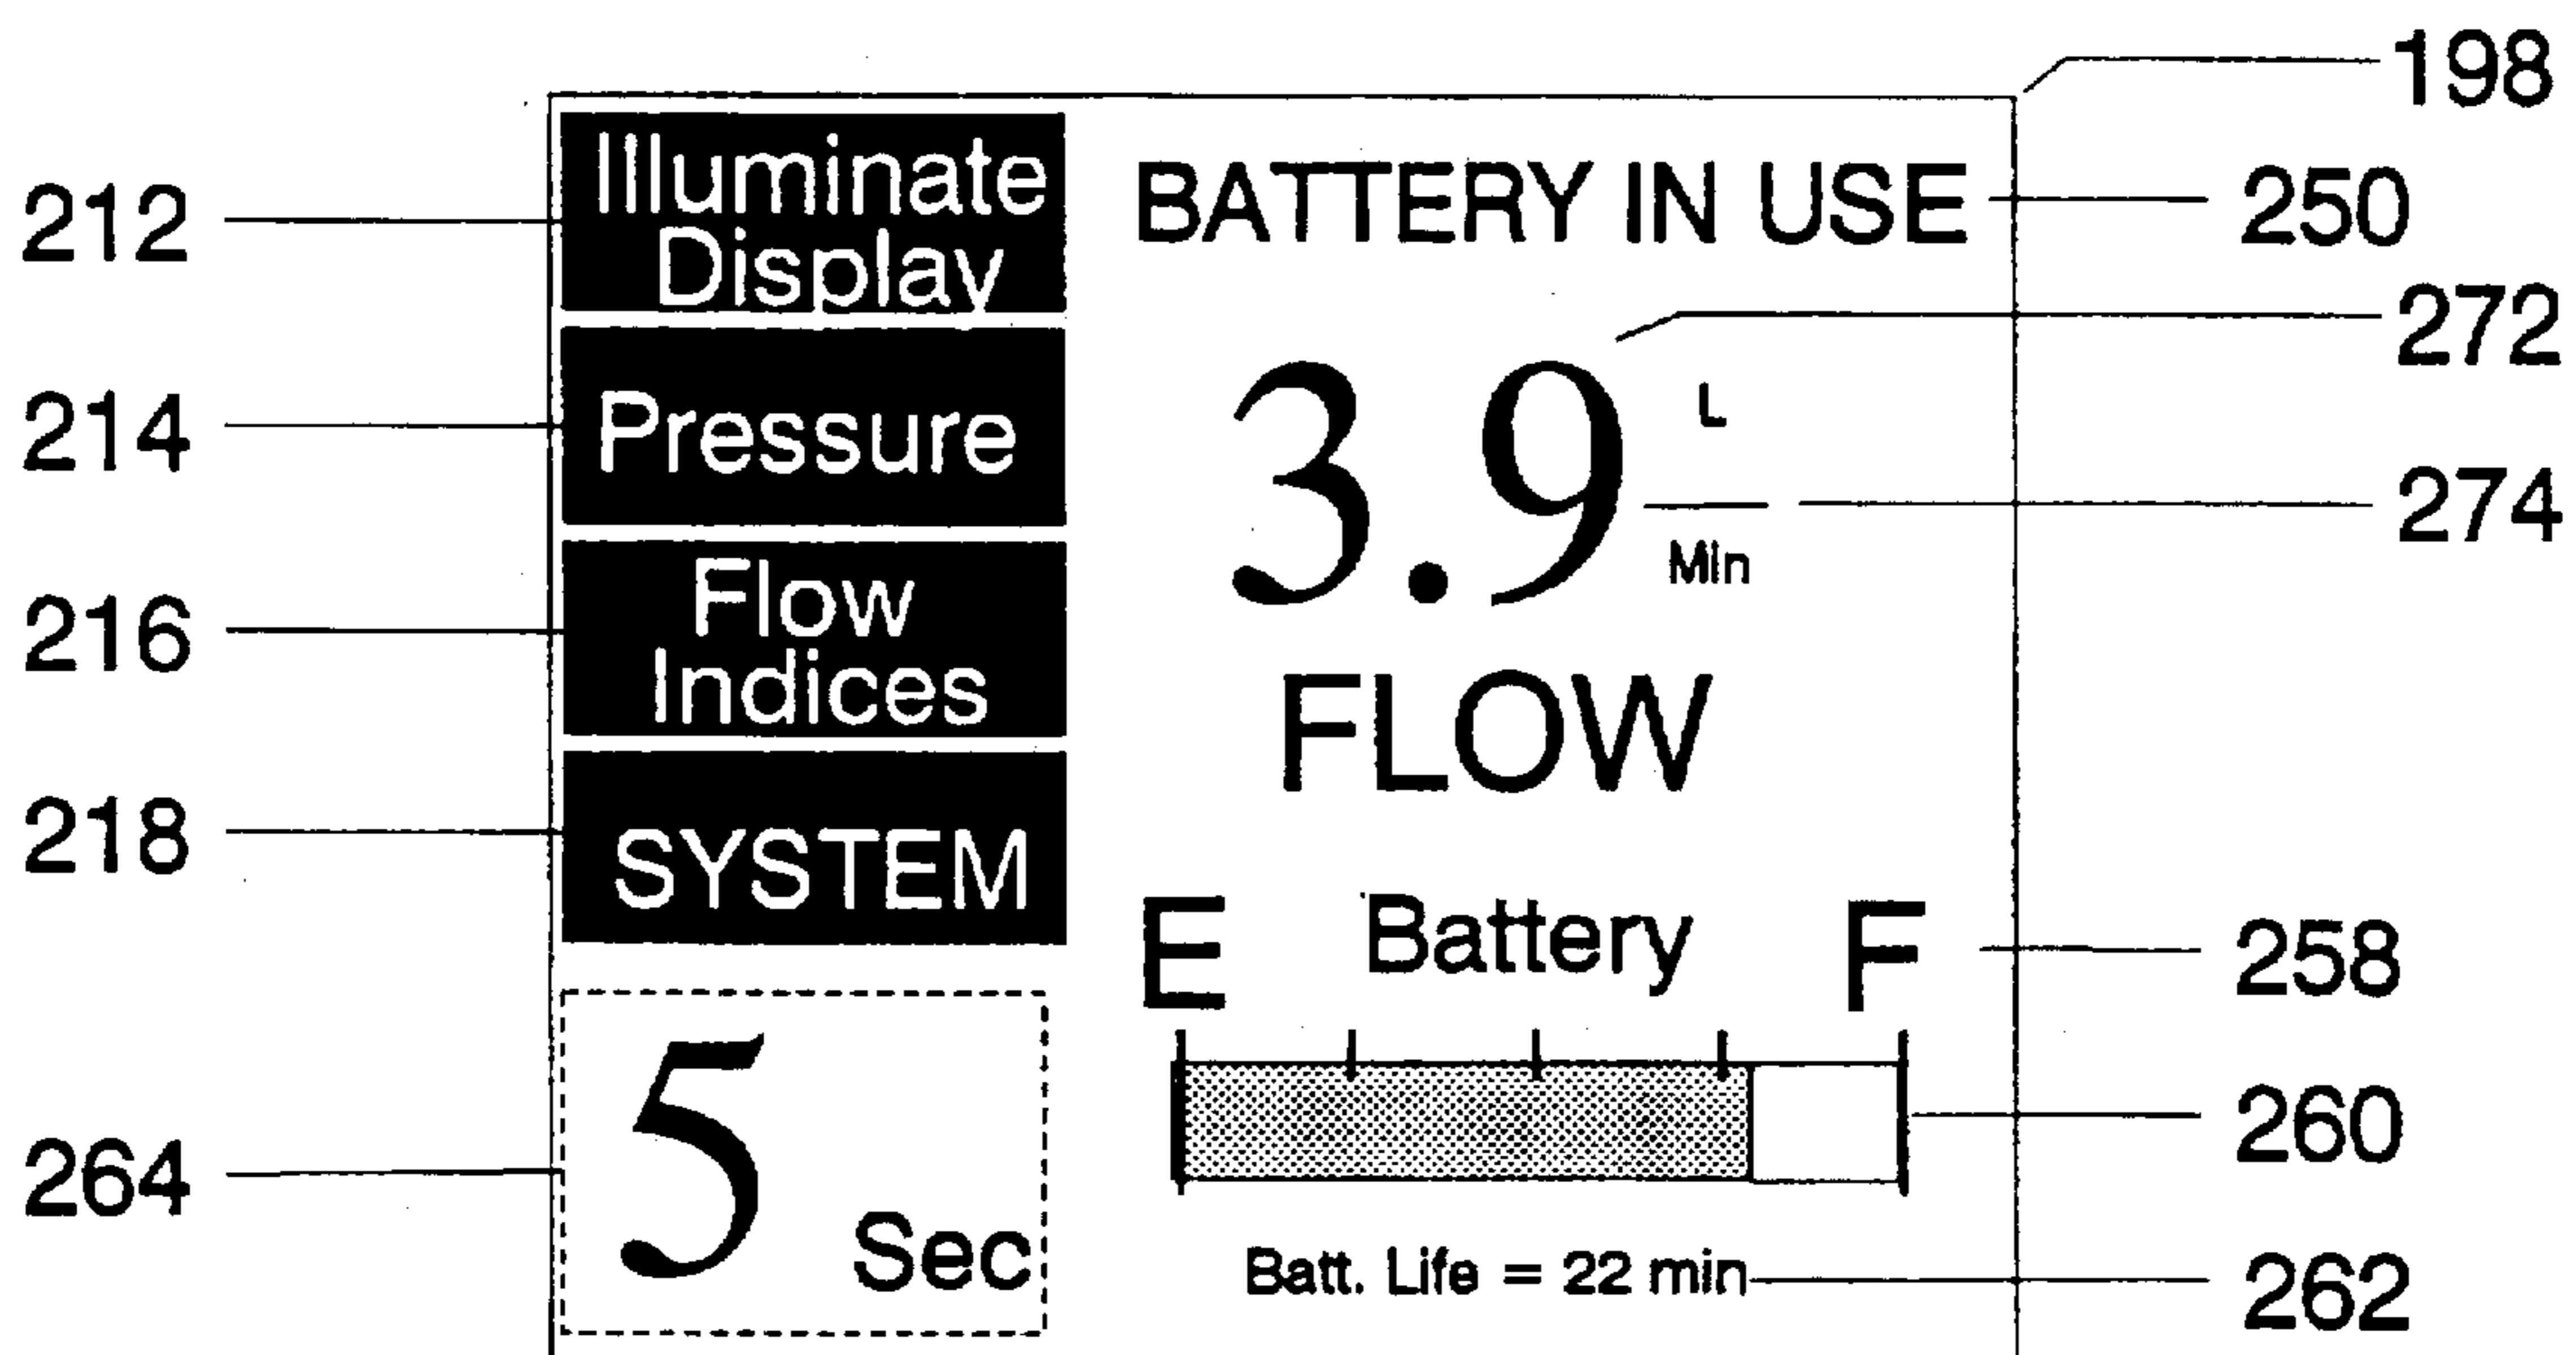 198
212
Illuminate
Display
BATTERY IN USE
250
272
214
Pressure
3.9 L
Min
274
216
Flow
Indices
FLOW
218
SYSTEM
E Battery F
258
264
5 Sec
260
Batt. Life = 22 min
262